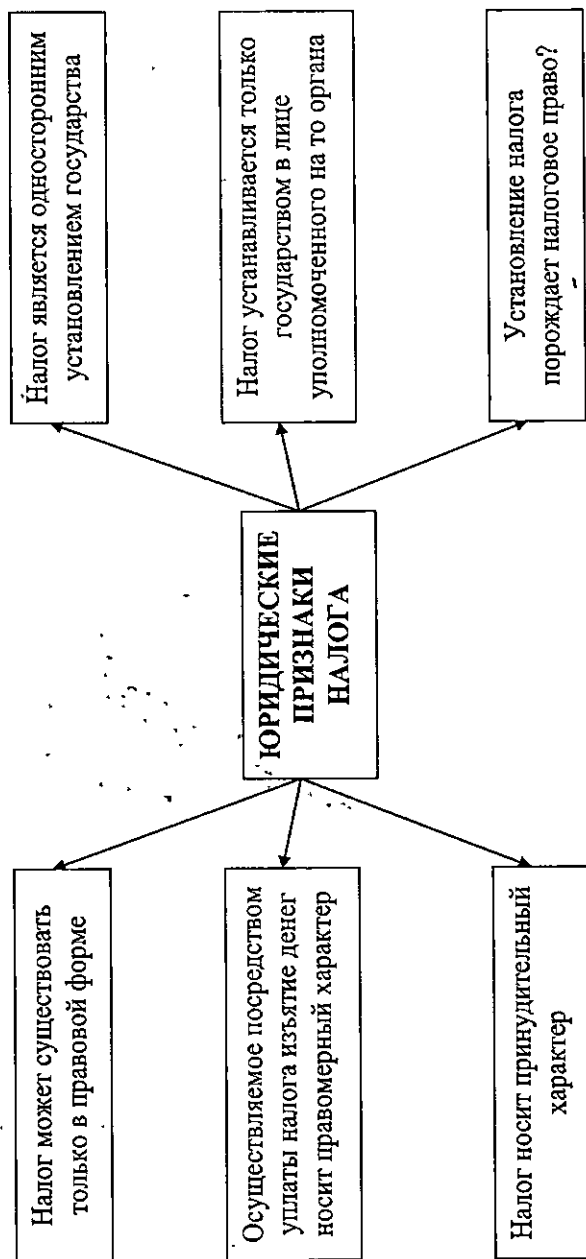 Налог может существовать
только в правовой форме
Осуществляемое посредством
уплаты налога изъятие денег
носит правомерный характер
Налог носит принудительный
характер
ЮРИДИЧЕСКИЕ
ПРИЗНАКИ
НАЛОГА
Налог является односторонним
установлением государства
Налог устанавливается только
государством в лице
уполномоченного на то органа
Установление налога
порождает налоговое право?